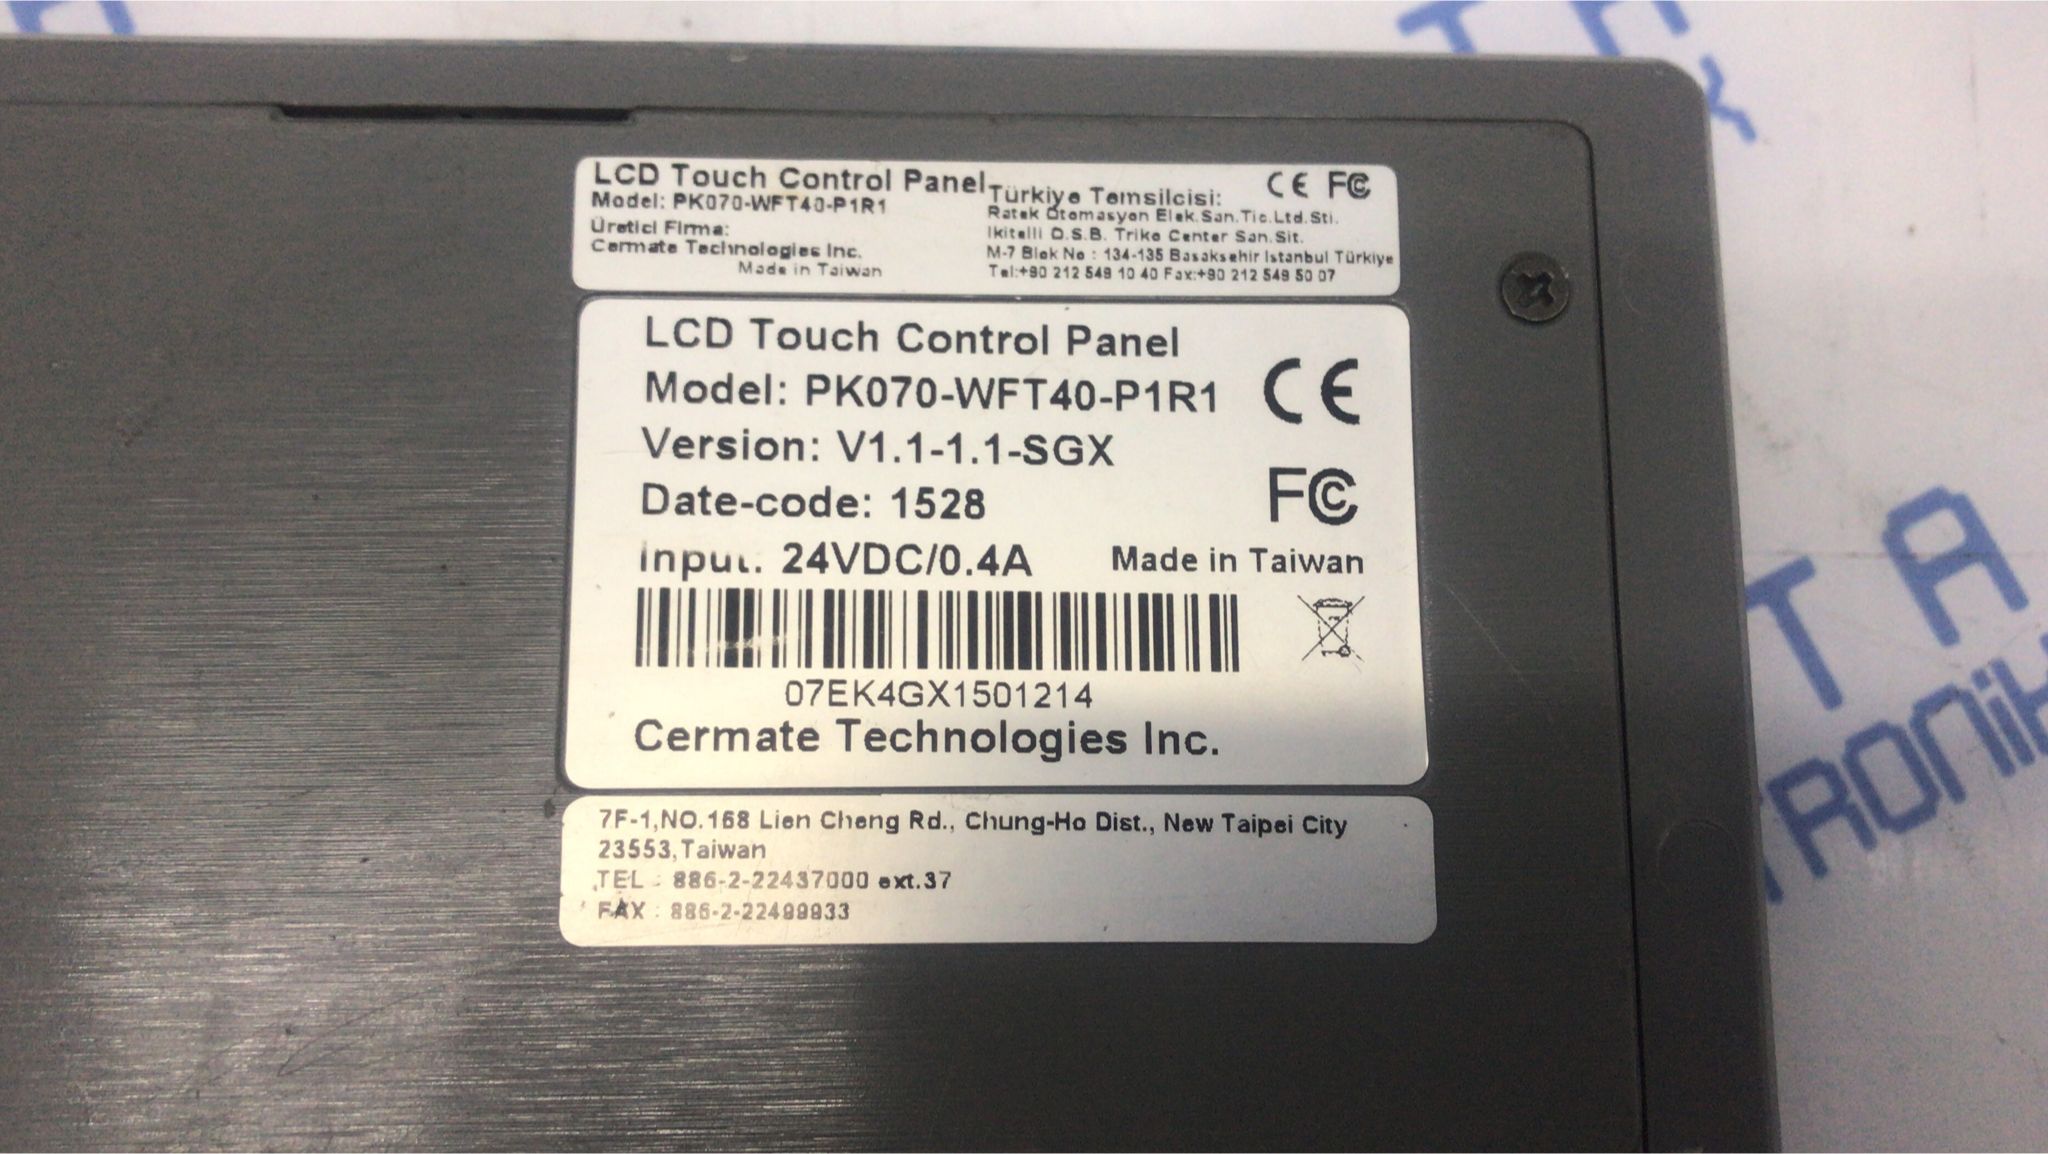 LCD Touch Control Panel
Model: PK070-WFT40-P1R1
Üretici Firma:
Cermate Technologies Inc.
Made in Taiwan
Türkiye Temsilcisi:
Ratek Otomasyon Elek.San.Tic.Ltd.Sti.
Ikitelli O.S.B. Triko Center San.Sit.
M-7 Blok No : 134-135 Basaksehir Istanbul Türkiye
Tel:+90 212 549 10 40 Fax:+90 212 549 50 07
CE FC
LCD Touch Control Panel
Model: PK070-WFT40-P1R1
Version: V1.1-1.1-SGX
Date-code: 1528
Input: 24VDC/0.4A
CE
FC
Made in Taiwan
07EK4GX1501214
Cermate Technologies Inc.
7F-1,NO.168 Lien Cheng Rd., Chung-Ho Dist., New Taipei City
23553,Taiwan
TEL : 886-2-22437000 ext.37
FAX : 886-2-22499933